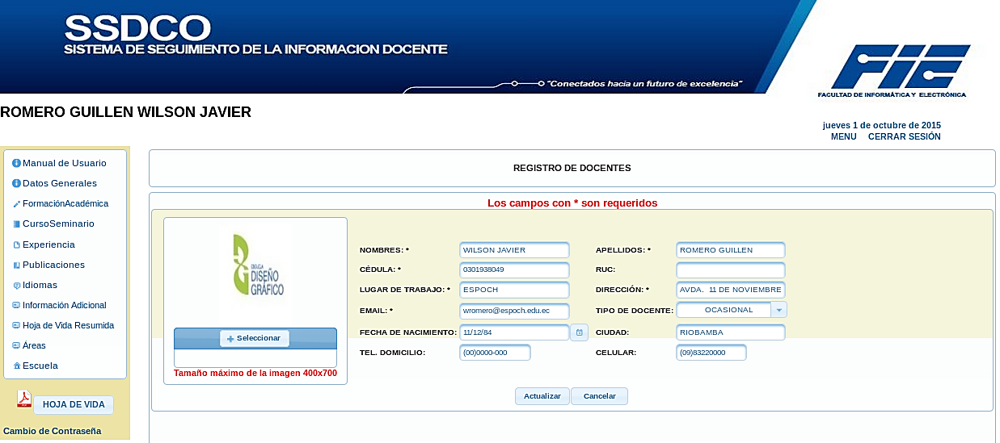 SSDCO
SISTEMA DE SEGUIMIENTO DE LA INFORMACION DOCENTE
"Conectados hacia un futuro de excelencia"
FIE
FACULTAD DE INFORMÁTICA Y ELECTRÓNICA
ROMERO GUILLEN WILSON JAVIER
jueves 1 de octubre de 2015
MENU CERRAR SESIÓN
Manual de Usuario
Datos Generales
FormaciónAcadémica
CursoSeminario
Experiencia
Publicaciones
Idiomas
Información Adicional
Hoja de Vida Resumida
Áreas
Escuela
HOJA DE VIDA
Cambio de Contraseña
REGISTRO DE DOCENTES
Los campos con * son requeridos
ESCUELA
DISEÑO
GRÁFICO
Seleccionar
Tamaño máximo de la imagen 400x700
NOMBRES: * WILSON JAVIER APELLIDOS: * ROMERO GUILLEN
CÉDULA: * 0301938049 RUC:
LUGAR DE TRABAJO: * ESPOCH DIRECCIÓN: * AVDA. 11 DE NOVIEMBRE
EMAIL: * wromero@espoch.edu.ec TIPO DE DOCENTE: OCASIONAL
FECHA DE NACIMIENTO: 11/12/84 CIUDAD: RIOBAMBA
TEL. DOMICILIO: (00)0000-000 CELULAR: (09)83220000
Actualizar Cancelar